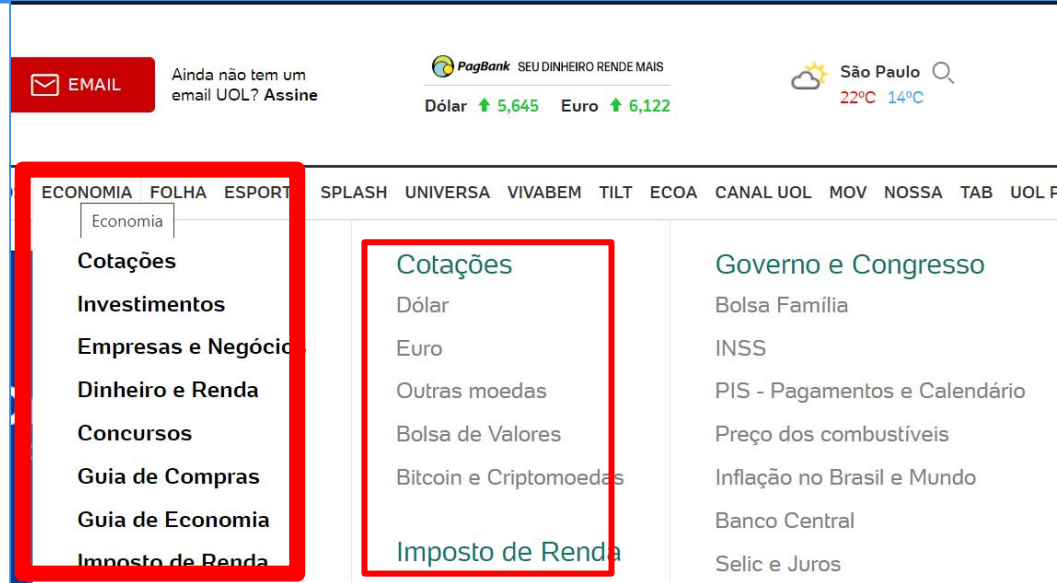 EMAIL
Ainda não tem um
email UOL? Assine
PagBank SEU DINHEIRO RENDE MAIS
Dólar 5,645 Euro 6,122
São Paulo
22ºC 14ºC
ECONOMIA FOLHA ESPORT SPLASH UNIVERSA VIVABEM TILT ECOA CANAL UOL MOV NOSSA TAB UOL P
Economia
Cotações
Investimentos
Empresas e Negócios
Dinheiro e Renda
Concursos
Guia de Compras
Guia de Economia
Imposto de Renda
Cotações
Dólar
Euro
Outras moedas
Bolsa de Valores
Bitcoin e Criptomoedas
Imposto de Renda
Governo e Congresso
Bolsa Família
INSS
PIS - Pagamentos e Calendário
Preço dos combustíveis
Inflação no Brasil e Mundo
Banco Central
Selic e Juros